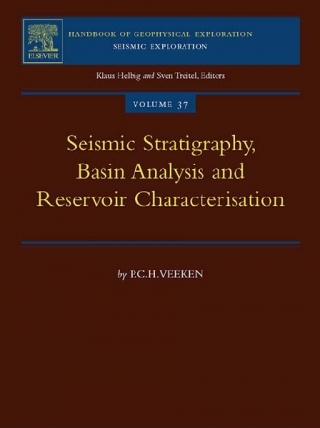 HANDBOOK OF GEOPHYSICAL EXPLORATION
SEISMIC EXPLORATION
ELSEVIER
Klaus Helbig and Sven Treitel, Editors
VOLUME 37
Seismic Stratigraphy,
Basin Analysis and
Reservoir Characterisation
by P.C.H. VEEKEN